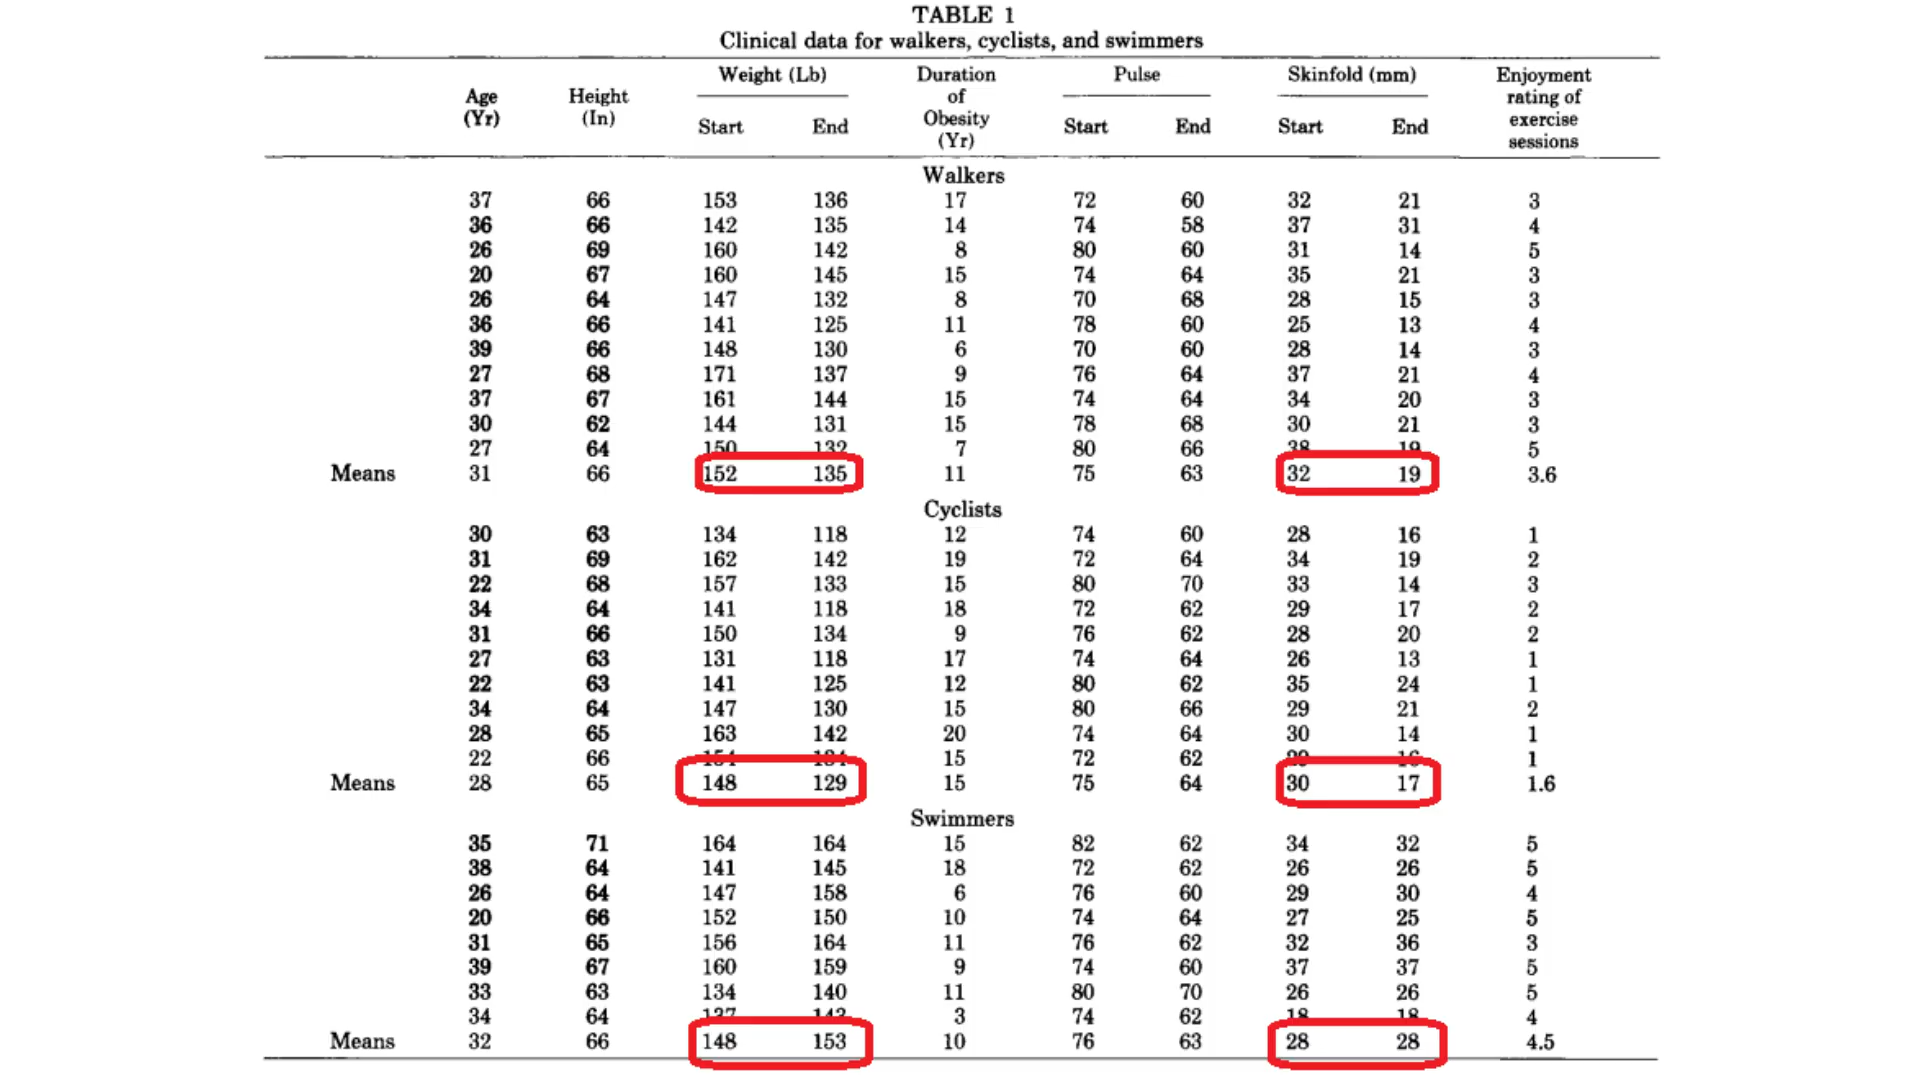 TABLE 1
Clinical data for walkers, cyclists, and swimmers
Age (Yr) Height (In) Weight (Lb) Start End Duration of Obesity (Yr) Pulse Start End Skinfold (mm) Start End Enjoyment rating of exercise sessions
Walkers
37 66 153 136 17 72 60 32 21 3
36 66 142 135 14 74 58 37 31 4
26 69 160 142 8 80 60 31 14 5
20 67 160 145 15 74 64 35 21 3
26 64 147 132 8 70 68 28 15 3
36 66 141 125 11 78 60 25 13 4
39 66 148 130 6 70 60 28 14 3
27 68 171 137 9 76 64 37 21 4
37 67 161 144 15 74 64 34 20 3
30 62 144 131 15 78 68 30 21 3
27 64 150 132 7 80 66 38 19 5
Means 31 66 152 135 11 75 63 32 19 3.6
Cyclists
30 63 134 118 12 74 60 28 16 1
31 69 162 142 19 72 64 34 19 2
22 68 157 133 15 80 70 33 14 3
34 64 141 118 18 72 62 29 17 2
31 66 150 134 9 76 62 28 20 2
27 63 131 118 17 74 64 26 13 1
22 63 141 125 12 80 62 35 24 1
34 64 147 130 15 80 66 29 21 2
28 65 163 142 20 74 64 30 14 1
22 66 154 134 15 72 62 1
Means 28 65 148 129 15 75 64 30 17 1.6
Swimmers
35 71 164 164 15 82 62 34 32 5
38 64 141 145 18 72 62 26 26 5
26 64 147 158 6 76 60 29 30 4
20 66 152 150 10 74 64 27 25 5
31 65 156 164 11 76 62 32 36 3
39 67 160 159 9 74 60 37 37 5
33 63 134 140 11 80 70 26 26 5
34 64 137 3 74 62 18 18 4
Means 32 66 148 153 10 76 63 28 28 4.5